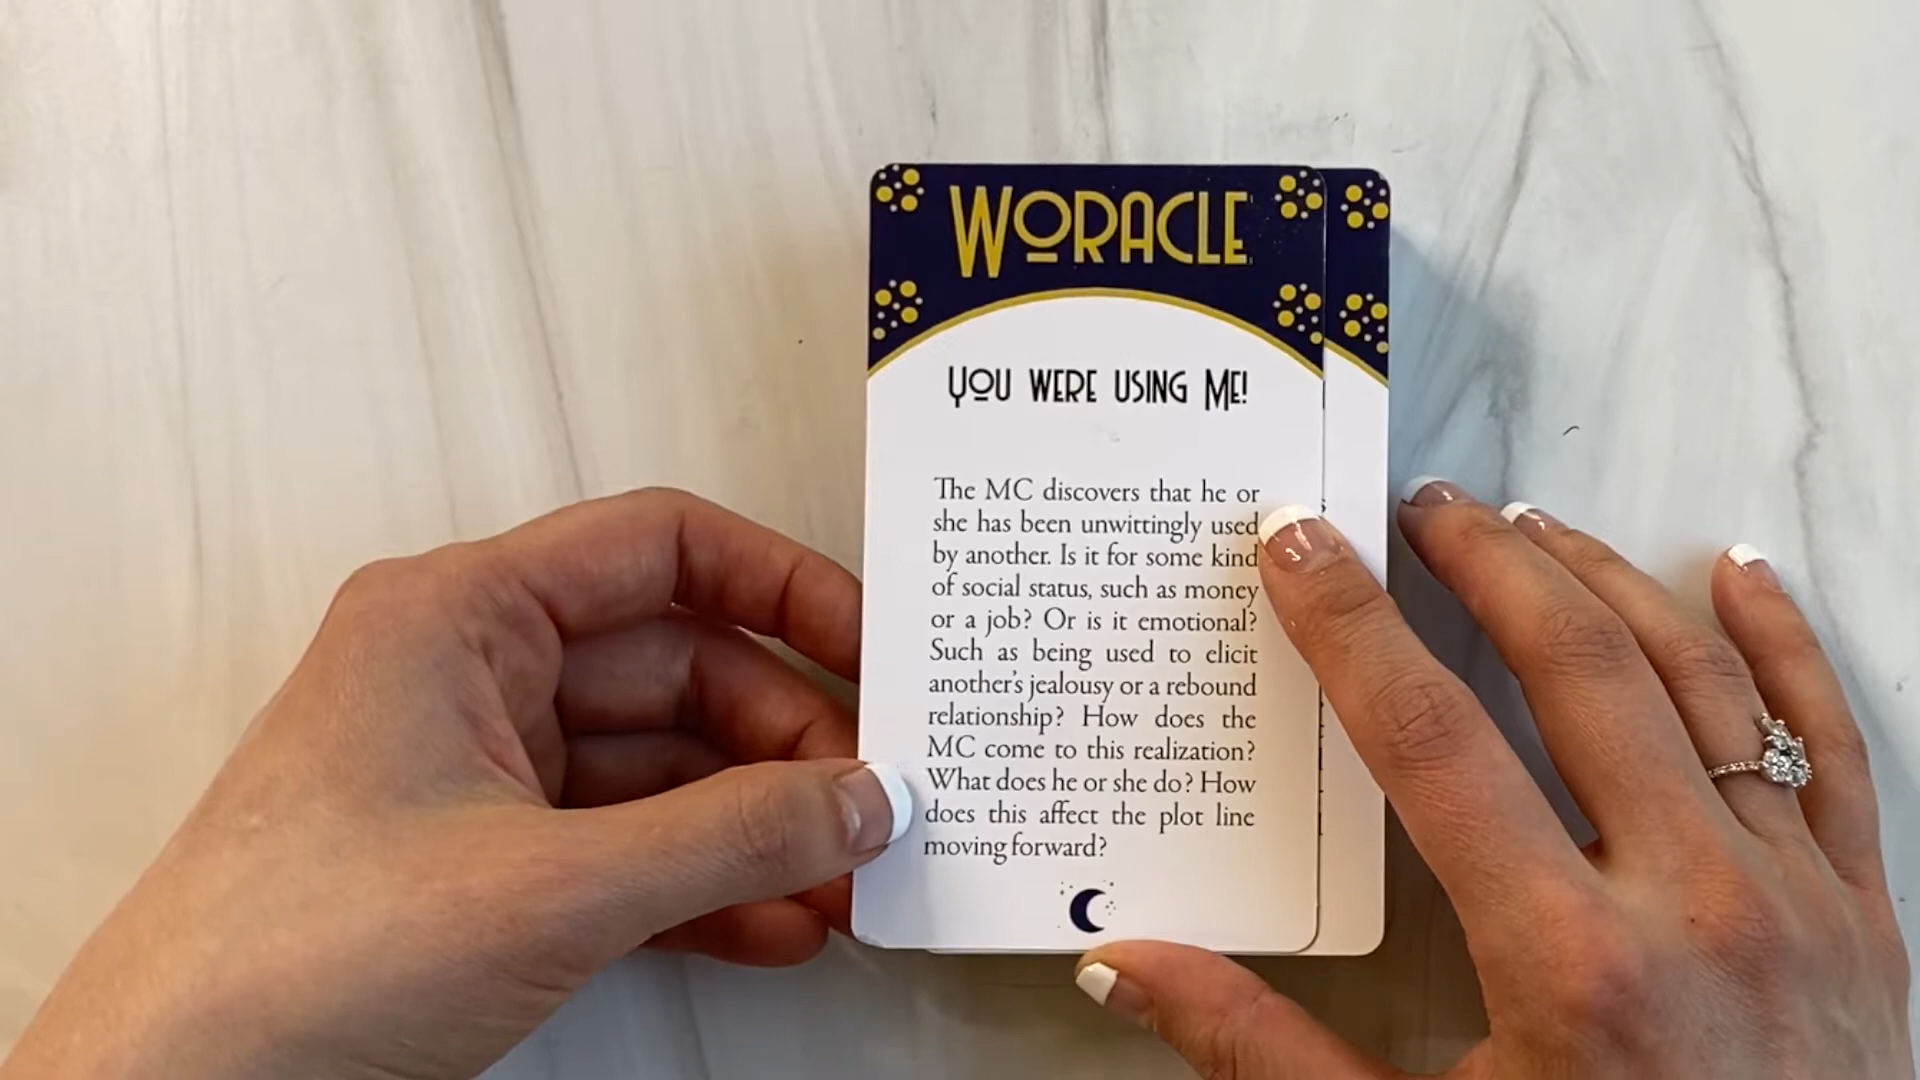 WORACLE
YOU WERE USING ME!
The MC discovers that he or
she has been unwittingly used
by another. Is it for some kind
of social status, such as money
or a job? Or is it emotional?
Such as being used to elicit
another's jealousy or a rebound
relationship? How does the
MC come to this realization?
What does he or she do? How
does this affect the plot line
moving forward?